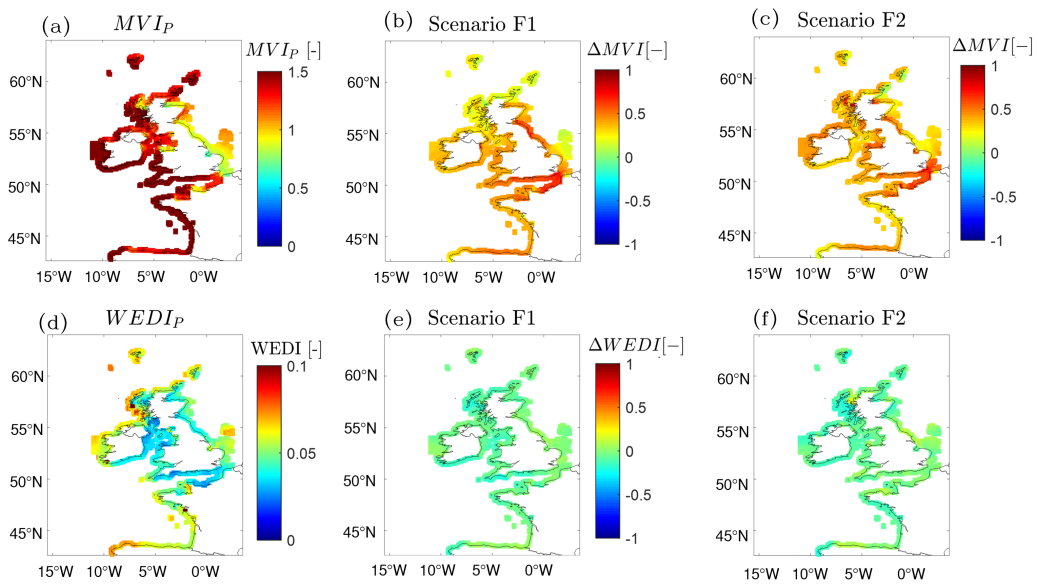 (a) MVI_P
MVI_P [-]
60°N
55°N
50°N
45°N
15°W 10°W 5°W 0°W
1.5
1
0.5
0
(b) Scenario F1
ΔMVI[−]
60°N
55°N
50°N
45°N
15°W 10°W 5°W 0°W
1
0.5
0
-0.5
-1
(c) Scenario F2
ΔMVI[−]
60°N
55°N
50°N
45°N
15°W 10°W 5°W 0°W
1
0.5
0
-0.5
-1
(d) WEDI_P
WEDI [-]
60°N
55°N
50°N
45°N
15°W 10°W 5°W 0°W
0.1
0.05
0
(e) Scenario F1
ΔWEDI[−]
60°N
55°N
50°N
45°N
15°W 10°W 5°W 0°W
1
0.5
0
-0.5
-1
(f) Scenario F2
60°N
55°N
50°N
45°N
15°W 10°W 5°W 0°W